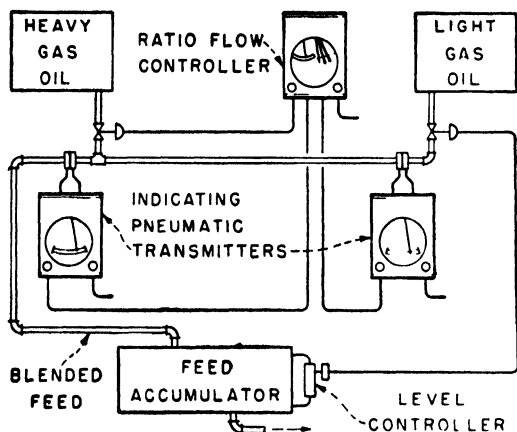 HEAVY
GAS
OIL
RATIO FLOW
CONTROLLER
LIGHT
GAS
OIL
INDICATING
PNEUMATIC
TRANSMITTERS
BLENDED
FEED
FEED
ACCUMULATOR
LEVEL
CONTROLLER